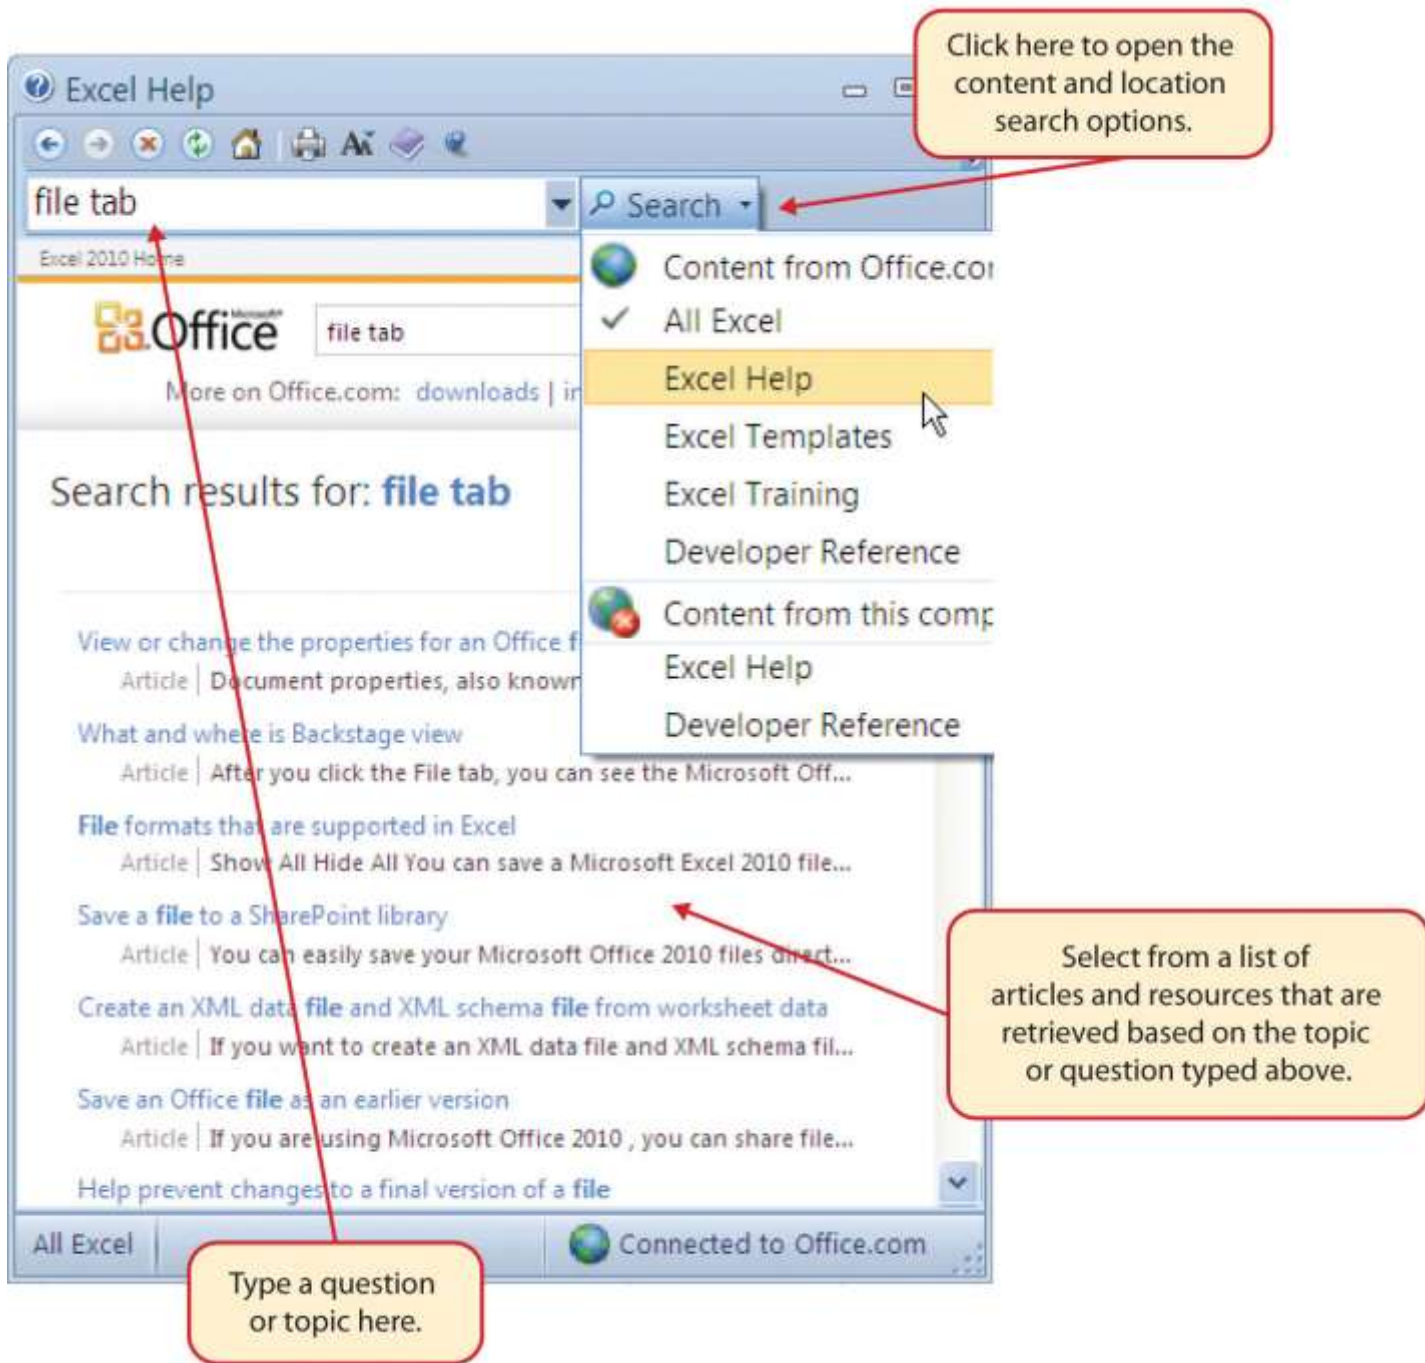 Click here to open the
content and location
search options.
Excel Help
file tab
Search
Excel 2010 Home
Microsoft
Office
file tab
More on Office.com: downloads | in
Content from Office.cor
All Excel
Excel Help
Excel Templates
Excel Training
Developer Reference
Content from this comp
Excel Help
Developer Reference
Search results for: file tab
View or change the properties for an Office f
Article | Document properties, also known
What and where is Backstage view
Article | After you click the File tab, you can see the Microsoft Off...
File formats that are supported in Excel
Article | Show All Hide All You can save a Microsoft Excel 2010 file...
Save a file to a SharePoint library
Article | You can easily save your Microsoft Office 2010 files direct...
Create an XML data file and XML schema file from worksheet data
Article | If you want to create an XML data file and XML schema fil...
Save an Office file as an earlier version
Article | If you are using Microsoft Office 2010 , you can share file...
Help prevent changes to a final version of a file
Select from a list of
articles and resources that are
retrieved based on the topic
or question typed above.
All Excel
Connected to Office.com
Type a question
or topic here.